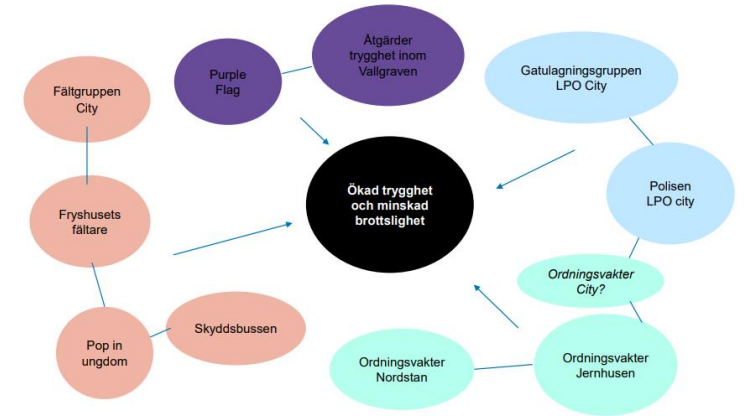 Åtgärder
trygghet inom
Vallgraven
Purple
Flag
Gatulagningsgruppen
LPO City
Fältgruppen
City
Ökad trygghet
och minskad
brottslighet
Polisen
LPO city
Fryshusets
fältare
Ordningsvakter
City?
Skyddsbussen
Pop in
ungdom
Ordningsvakter
Nordstan
Ordningsvakter
Jernhusen